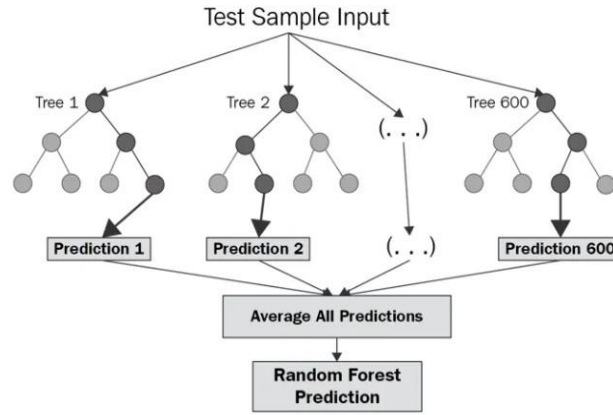 Test Sample Input
Tree 1
Tree 2
(. . .)
Tree 600
Prediction 1
Prediction 2
(. . .)
Prediction 600
Average All Predictions
Random Forest
Prediction